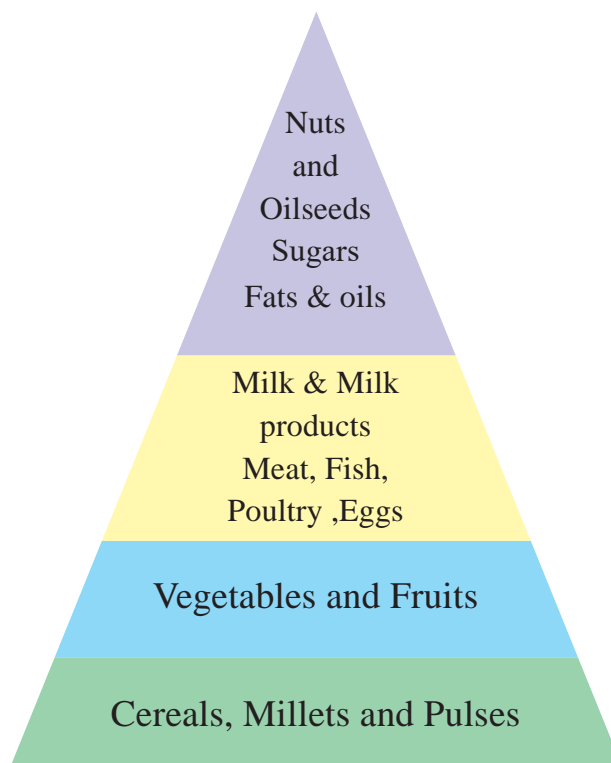 Nuts
and
Oilseeds
Sugars
Fats & oils
Milk & Milk
products
Meat, Fish,
Poultry ,Eggs
Vegetables and Fruits
Cereals, Millets and Pulses